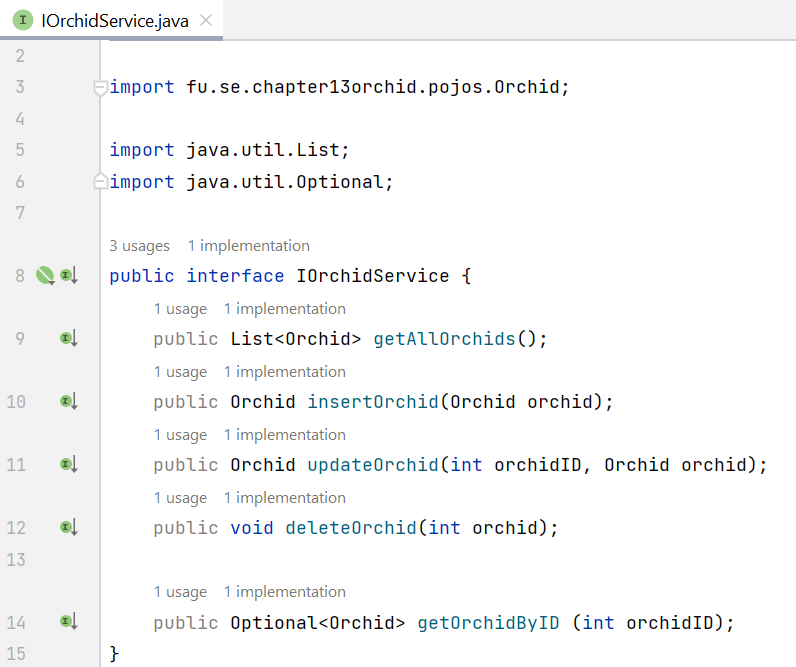 IOrchidService.java
2
3 import fu.se.chapter13orchid.pojos.Orchid;
4
5 import java.util.List;
6 import java.util.Optional;
7
3 usages 1 implementation
8 public interface IOrchidService {
1 usage 1 implementation
9 public List<Orchid> getAllOrchids();
1 usage 1 implementation
10 public Orchid insertOrchid(Orchid orchid);
1 usage 1 implementation
11 public Orchid updateOrchid(int orchidID, Orchid orchid);
1 usage 1 implementation
12 public void deleteOrchid(int orchid);
13
1 usage 1 implementation
14 public Optional<Orchid> getOrchidByID (int orchidID);
15 }